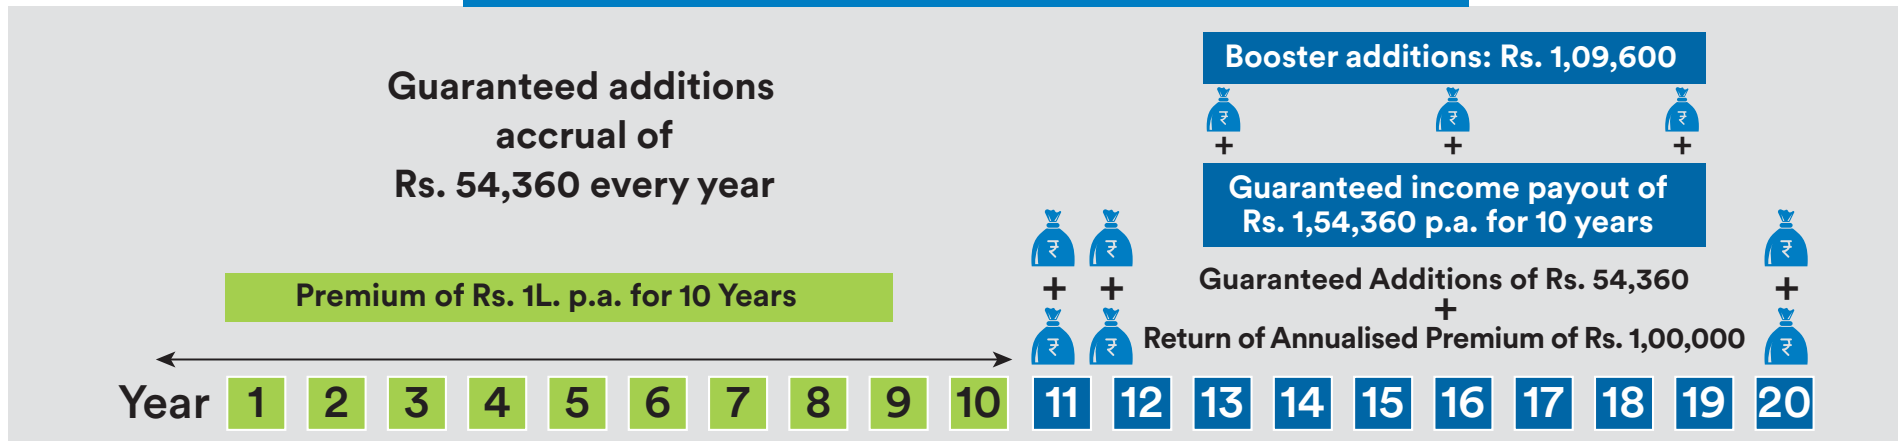 Guaranteed additions
accrual of
Rs. 54,360 every year
Booster additions: Rs. 1,09,600
₹ ₹ ₹
+ + +
Guaranteed income payout of
Rs. 1,54,360 p.a. for 10 years
₹ ₹ ₹
Guaranteed Additions of Rs. 54,360
+ + + +
Premium of Rs. 1L. p.a. for 10 Years
₹ ₹ Return of Annualised Premium of Rs. 1,00,000 ₹
Year 1 2 3 4 5 6 7 8 9 10 11 12 13 14 15 16 17 18 19 20